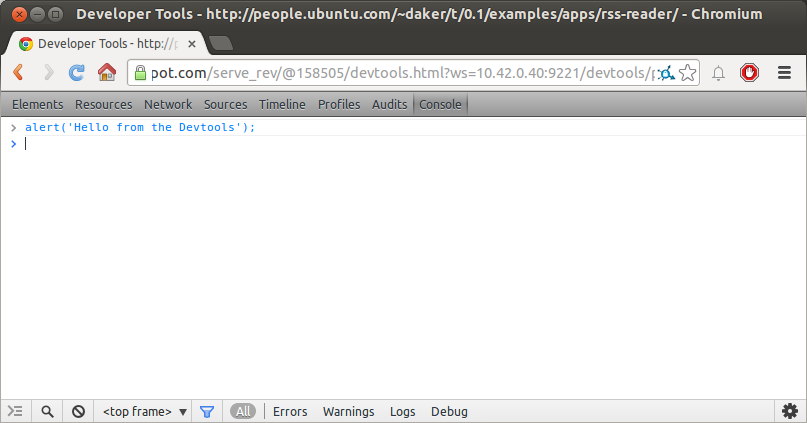 Developer Tools - http://people.ubuntu.com/~daker/t/0.1/examples/apps/rss-reader/ - Chromium
Developer Tools - http://p
pot.com/serve_rev/@158505/devtools.html?ws=10.42.0.40:9221/devtools/p
Elements Resources Network Sources Timeline Profiles Audits Console
> alert('Hello from the Devtools');
>
<top frame> ▼ All Errors Warnings Logs Debug